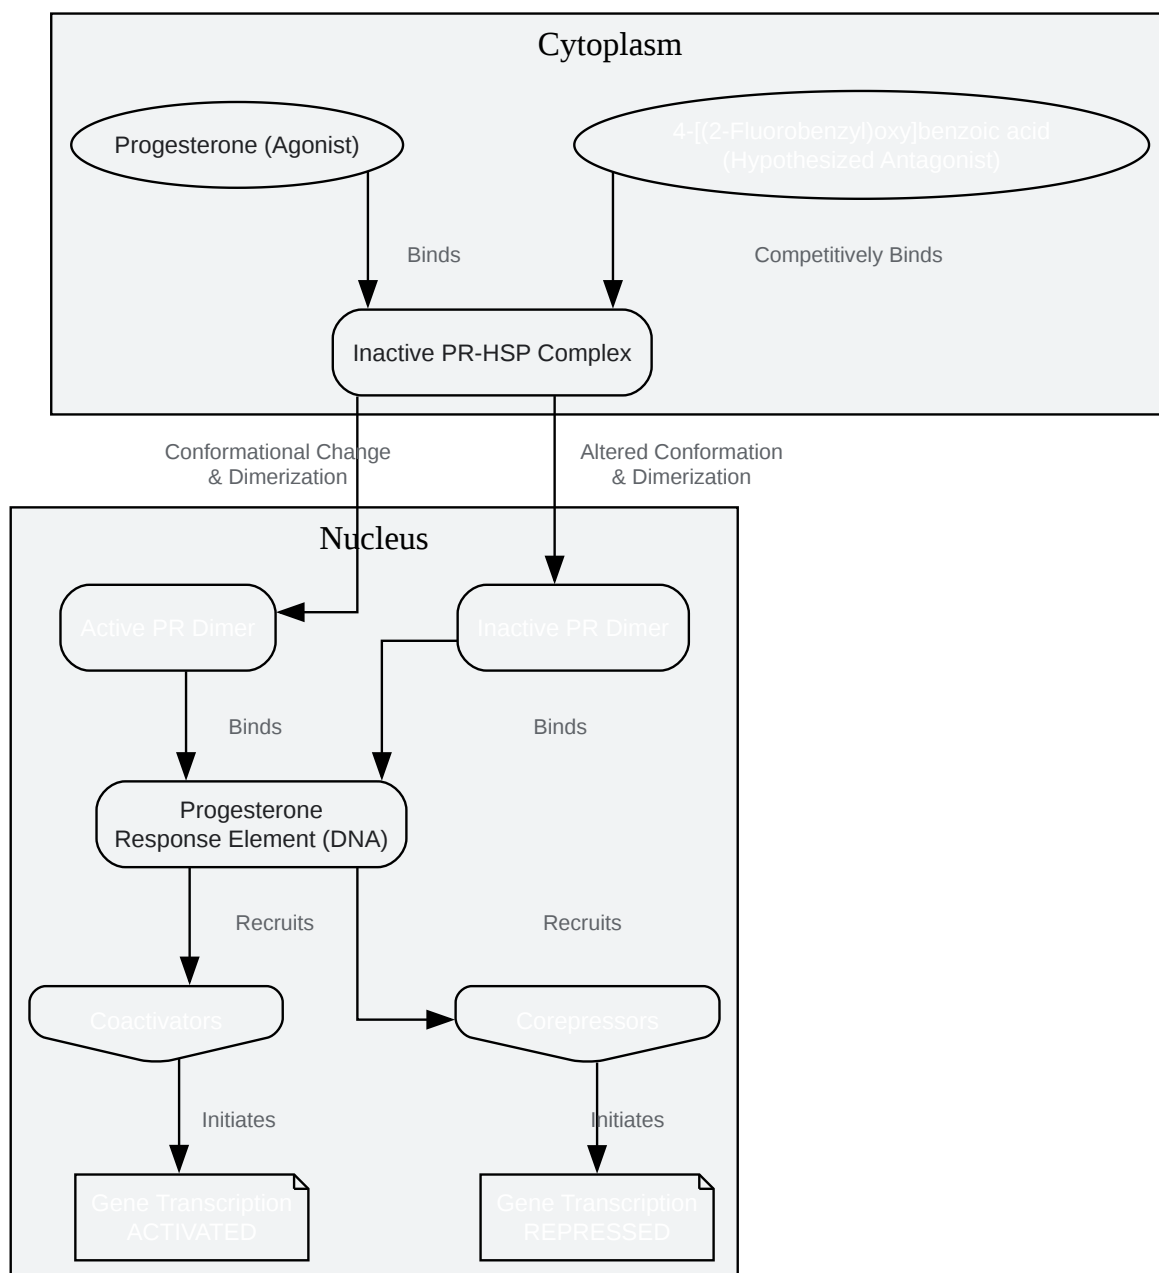 Cytoplasm
Progesterone (Agonist)
4-[(2-Fluorobenzyl)oxy]benzoic acid
(Hypothesized Antagonist)
Binds
Competitively Binds
Inactive PR-HSP Complex
Conformational Change
& Dimerization
Altered Conformation
& Dimerization
Nucleus
Active PR Dimer
Inactive PR Dimer
Binds
Binds
Progesterone
Response Element (DNA)
Recruits
Recruits
Coactivators
Corepressors
Initiates
Initiates
Gene Transcription
ACTIVATED
Gene Transcription
REPRESSED